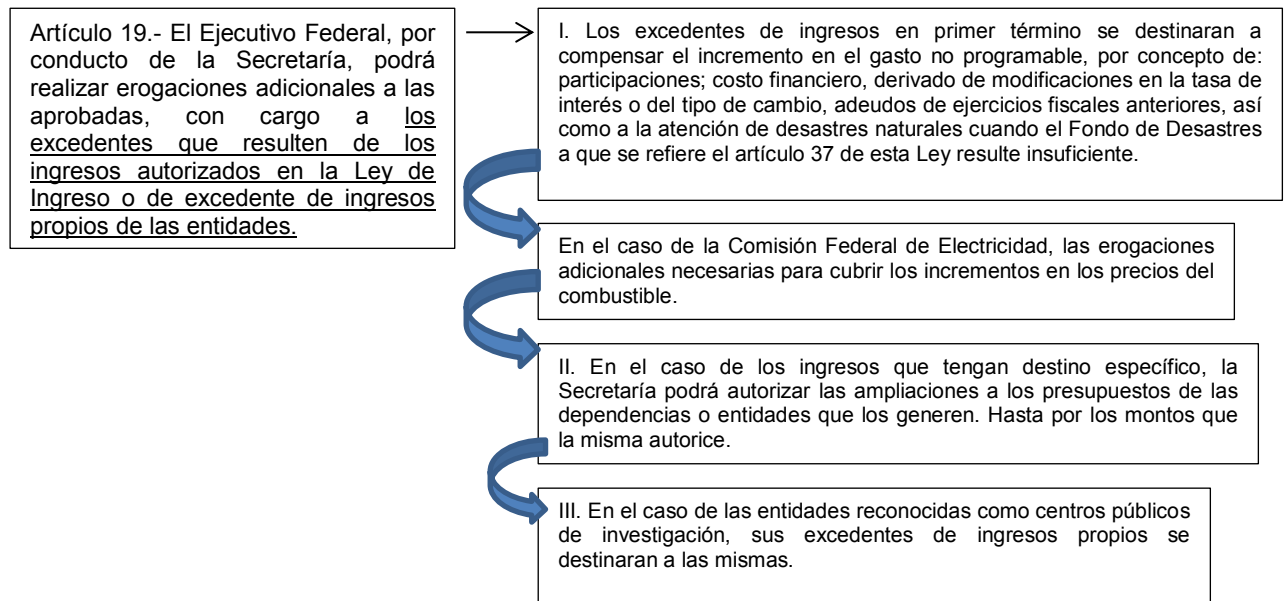 Artículo 19.- El Ejecutivo Federal, por
conducto de la Secretaría, podrá
realizar erogaciones adicionales a las
aprobadas, con cargo a los
excedentes que resulten de los
ingresos autorizados en la Ley de
Ingreso o de excedente de ingresos
propios de las entidades.
I. Los excedentes de ingresos en primer término se destinaran a
compensar el incremento en el gasto no programable, por concepto de:
participaciones; costo financiero, derivado de modificaciones en la tasa de
interés o del tipo de cambio, adeudos de ejercicios fiscales anteriores, así
como a la atención de desastres naturales cuando el Fondo de Desastres
a que se refiere el artículo 37 de esta Ley resulte insuficiente.
En el caso de la Comisión Federal de Electricidad, las erogaciones
adicionales necesarias para cubrir los incrementos en los precios del
combustible.
II. En el caso de los ingresos que tengan destino específico, la
Secretaría podrá autorizar las ampliaciones a los presupuestos de las
dependencias o entidades que los generen. Hasta por los montos que
la misma autorice.
III. En el caso de las entidades reconocidas como centros públicos
de investigación, sus excedentes de ingresos propios se
destinaran a las mismas.